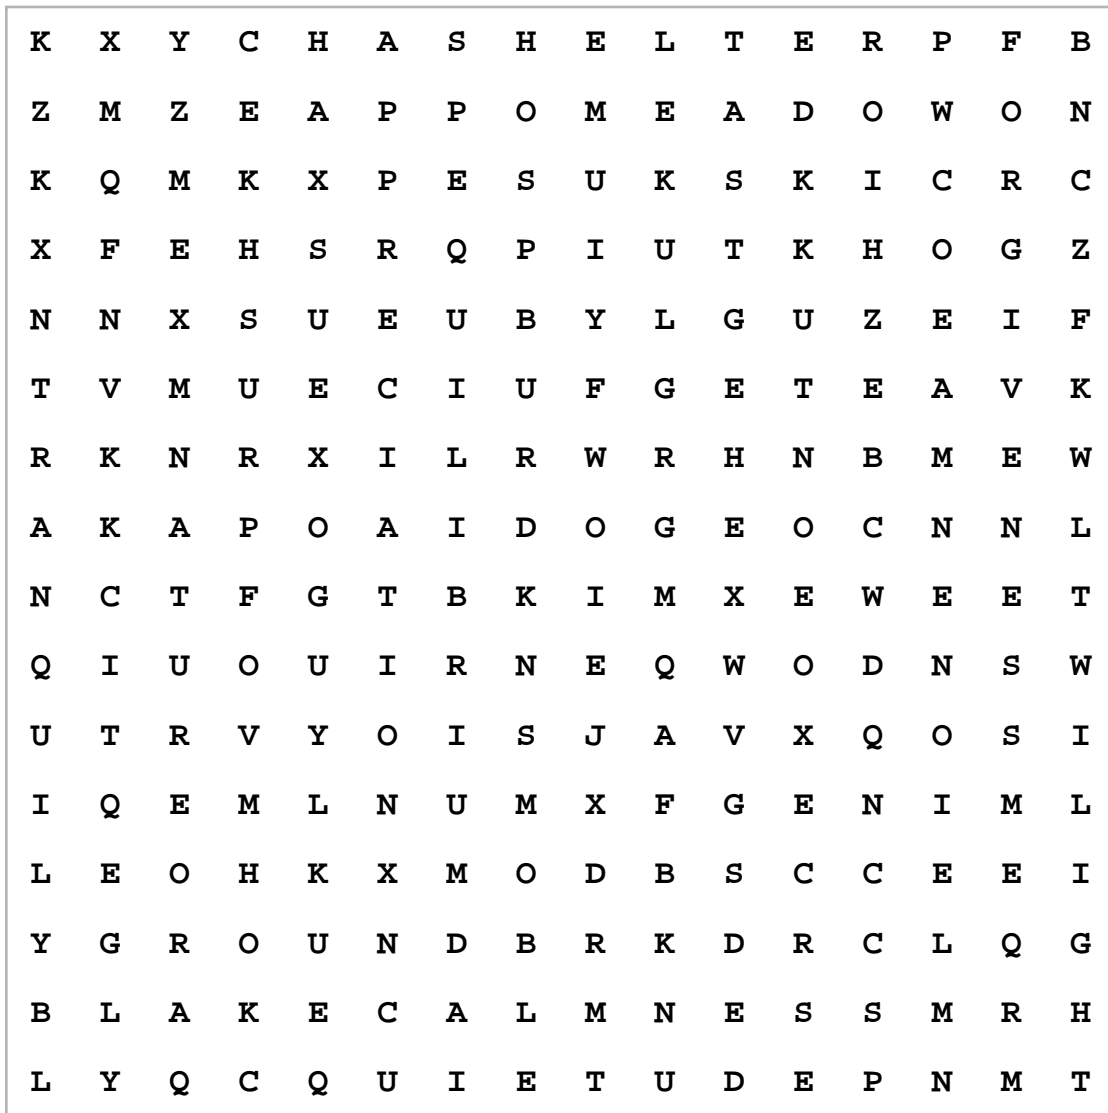 K X Y C H A S H E L T E R P F B
Z M Z E A P P O M E A D O W O N
K Q M K X P E S U K S K I C R C
X F E H S R Q P I U T K H O G Z
N N X S U E U B Y L G U Z E I F
T V M U E C I U F G E T E A V K
R K N R X I L R W R H N B M E W
A K A P O A I D O G E O C N N L
N C T F G T B K I M X E W E E T
Q I U O U I R N E Q W O D N S W
U T R V Y O I S J A V X Q O S I
I Q E M L N U M X F G E N I M L
L E O H K X M O D B S C C E E I
Y G R O U N D B R K D R C L Q G
B L A K E C A L M N E S S M R H
L Y Q C Q U I E T U D E P N M T